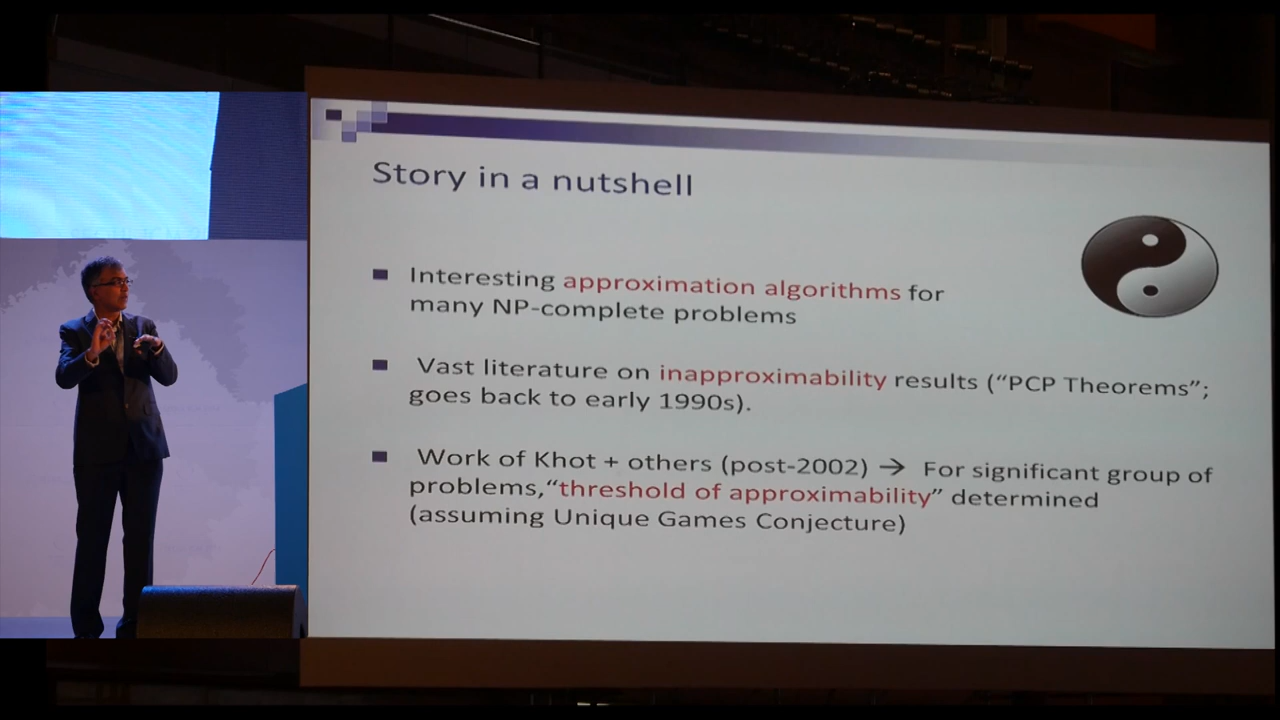 Story in a nutshell
Interesting approximation algorithms for
many NP-complete problems
Vast literature on inapproximability results (“PCP Theorems”;
goes back to early 1990s).
Work of Khot + others (post-2002) → For significant group of
problems,“threshold of approximability” determined
(assuming Unique Games Conjecture)